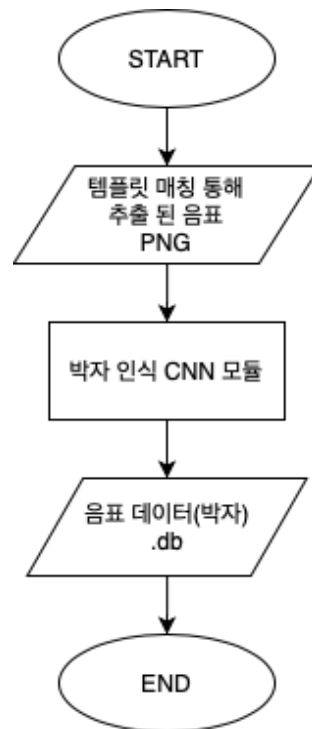 START
템플릿 매칭 통해
추출 된 음표
PNG
박자 인식 CNN 모듈
음표 데이터(박자)
.db
END